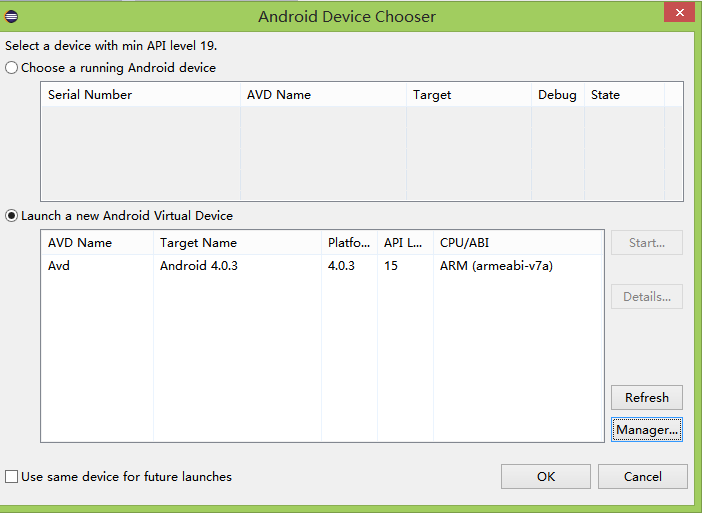 Android Device Chooser
Select a device with min API level 19.
Choose a running Android device
Serial Number AVD Name Target Debug State
Launch a new Android Virtual Device
AVD Name Target Name Platfo... API L... CPU/ABI
Avd Android 4.0.3 4.0.3 15 ARM (armeabi-v7a)
Start...
Details...
Refresh
Manager...
Use same device for future launches
OK Cancel